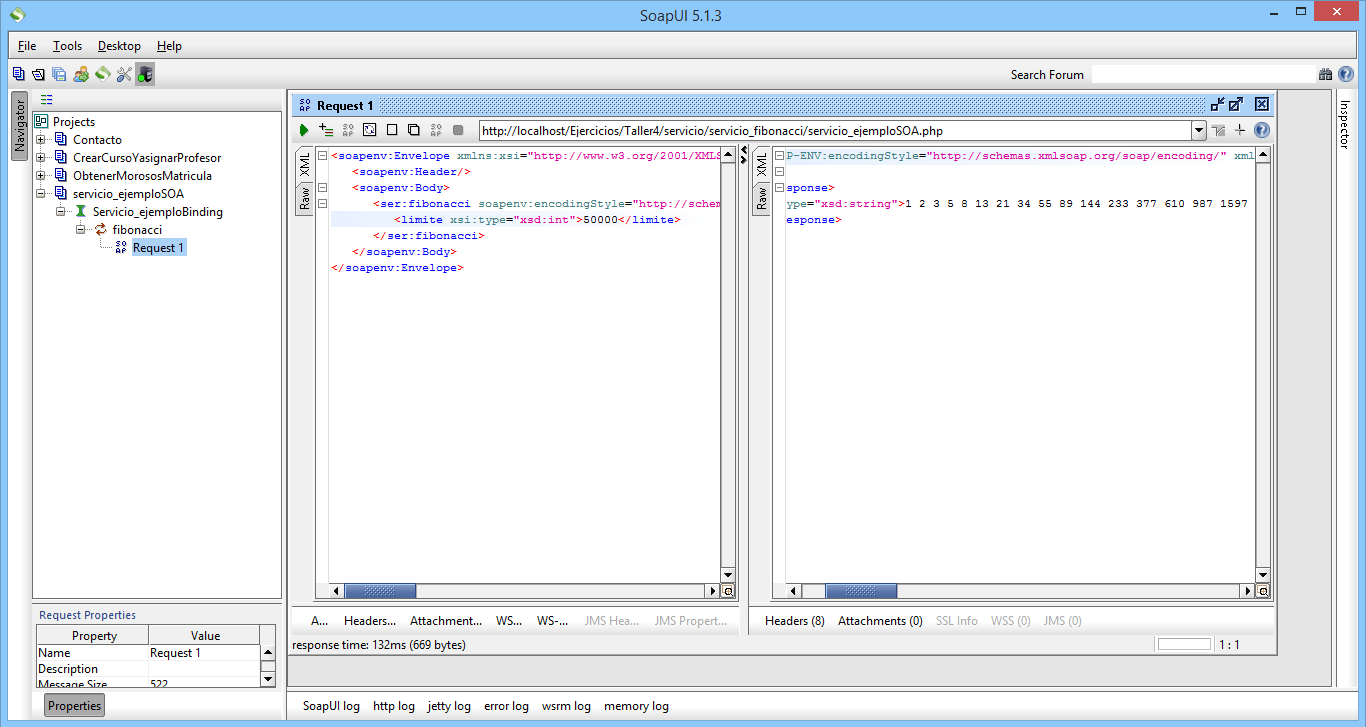 SoapUI 5.1.3
File Tools Desktop Help
Search Forum
Navigator
Projects
Contacto
CrearCursoYasignarProfesor
ObtenerMorososMatricula
servicio_ejemploSOA
Servicio_ejemploBinding
fibonacci
Request 1
Request Properties
Property Value
Name Request 1
Description
Message Size 522
Properties
Request 1
http://localhost/Ejercicios/Taller4/servicio/servicio_fibonacci/servicio_ejemploSOA.php
XML
Raw
<soapenv:Envelope xmlns:xsi="http://www.w3.org/2001/XMLS
<soapenv:Header/>
<soapenv:Body>
<ser:fibonacci soapenv:encodingStyle="http://schem
<limite xsi:type="xsd:int">50000</limite>
</ser:fibonacci>
</soapenv:Body>
</soapenv:Envelope>
XML
Raw
P-ENV:encodingStyle="http://schemas.xmlsoap.org/soap/encoding/" xml
sponse>
ype="xsd:string">1 2 3 5 8 13 21 34 55 89 144 233 377 610 987 1597
esponse>
A... Headers... Attachment... WS... WS-... JMS Hea... JMS Propert...
Headers (8) Attachments (0) SSL Info WSS (0) JMS (0)
response time: 132ms (669 bytes)
1 : 1
Inspector
SoapUI log http log jetty log error log wsrm log memory log